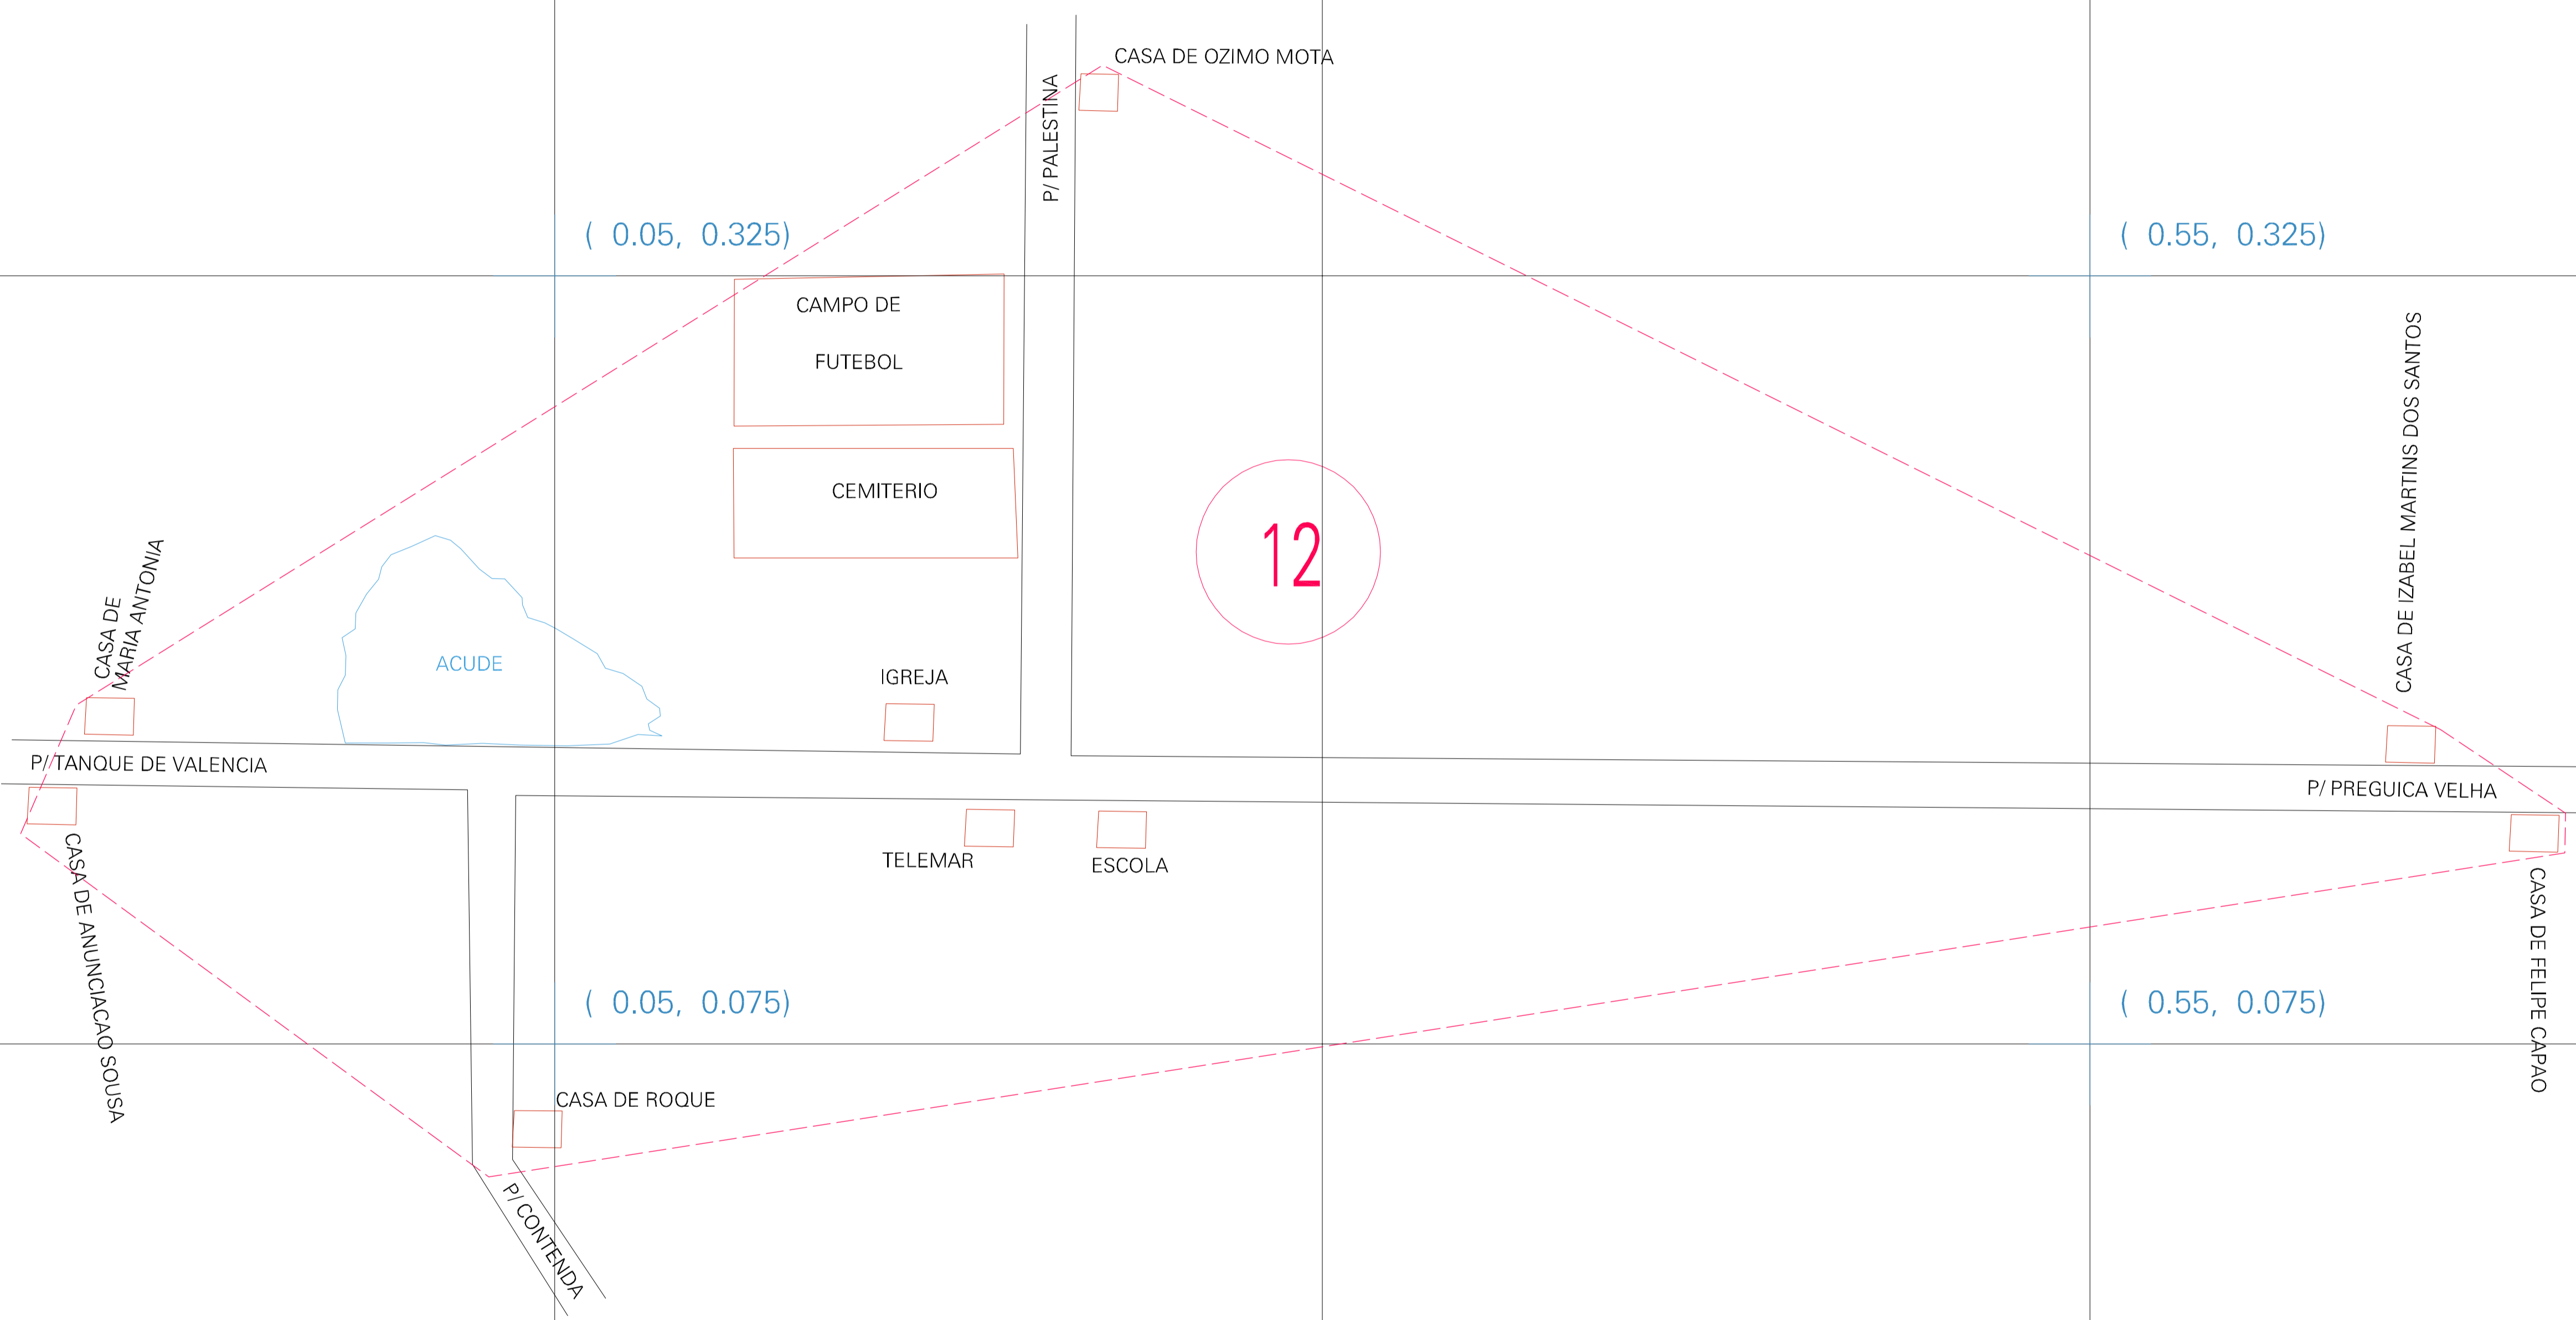 CASA DE OZIMO MOTA
P/ PALESTINA
( 0.05, 0.325)
( 0.55, 0.325)
CAMPO DE
FUTEBOL
CASA DE IZABEL MARTINS DOS SANTOS
CEMITERIO
12
CASA DE
MARIA ANTONIA
ACUDE
IGREJA
P/ TANQUE DE VALENCIA
P/ PREGUICA VELHA
TELEMAR
ESCOLA
CASA DE ANUNCIACAO SOUSA
CASA DE FELIPE CAPAO
( 0.05, 0.075)
( 0.55, 0.075)
CASA DE ROQUE
P/ CONTENDA